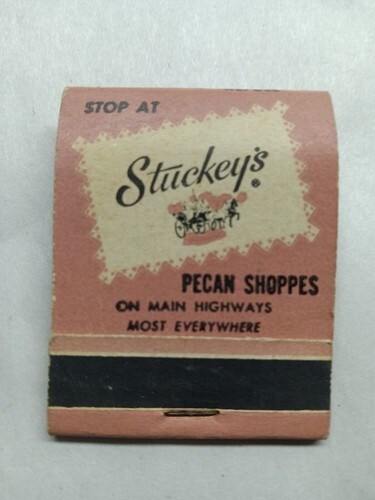 STOP AT
Stuckey's ®
PECAN SHOPPES
ON MAIN HIGHWAYS
MOST EVERYWHERE